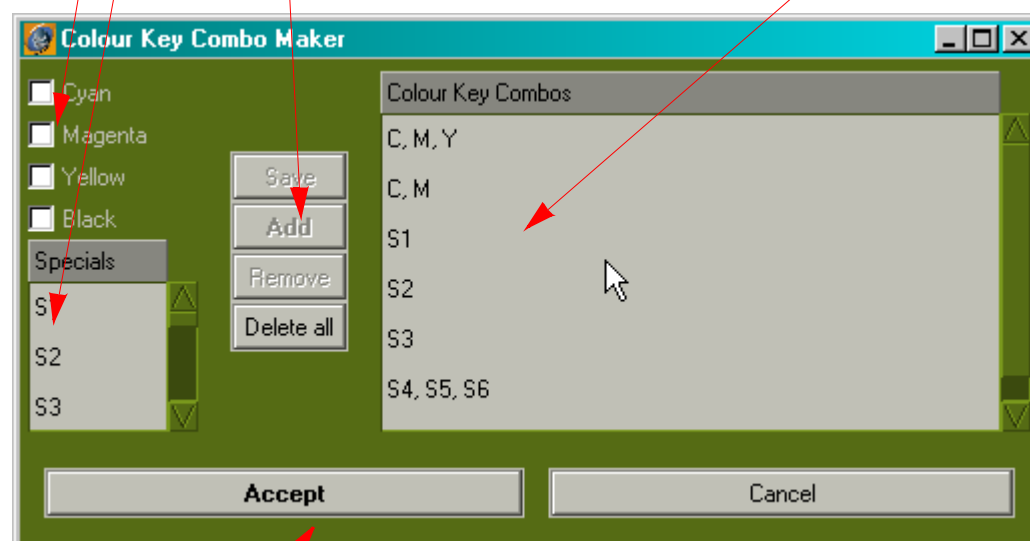 Colour Key Combo Maker
Cyan
Magenta
Yellow
Black
Specials
S1
S2
S3
Save
Add
Remove
Delete all
Colour Key Combos
C, M, Y
C, M
S1
S2
S3
S4, S5, S6
Accept
Cancel